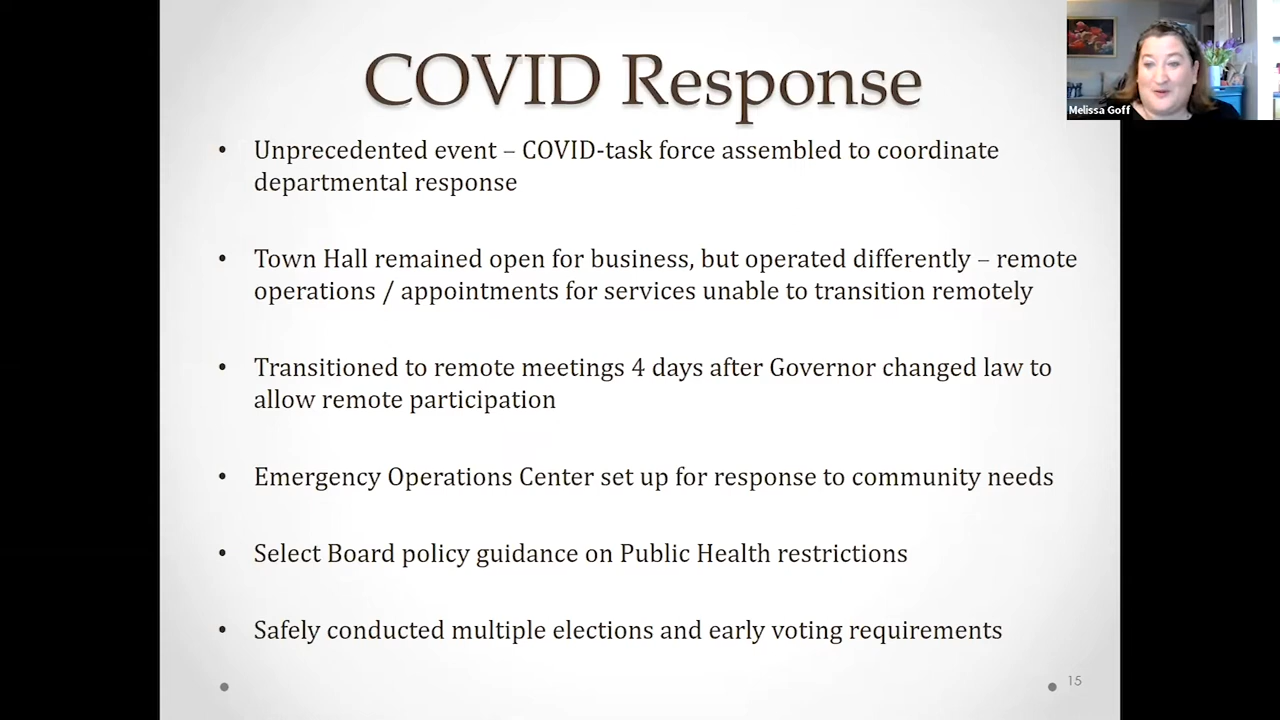 COVID Response
Melissa Goff
• Unprecedented event – COVID-task force assembled to coordinate
departmental response
• Town Hall remained open for business, but operated differently – remote
operations / appointments for services unable to transition remotely
• Transitioned to remote meetings 4 days after Governor changed law to
allow remote participation
• Emergency Operations Center set up for response to community needs
• Select Board policy guidance on Public Health restrictions
• Safely conducted multiple elections and early voting requirements
15